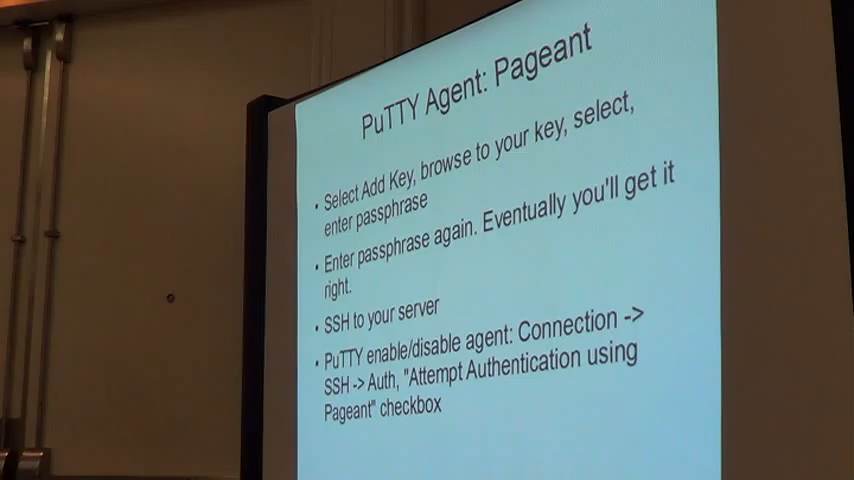 PuTTY Agent: Pageant
• Select Add Key, browse to your key, select,
enter passphrase
• Enter passphrase again. Eventually you'll get it
right.
• SSH to your server
• PuTTY enable/disable agent: Connection ->
SSH -> Auth, "Attempt Authentication using
Pageant" checkbox